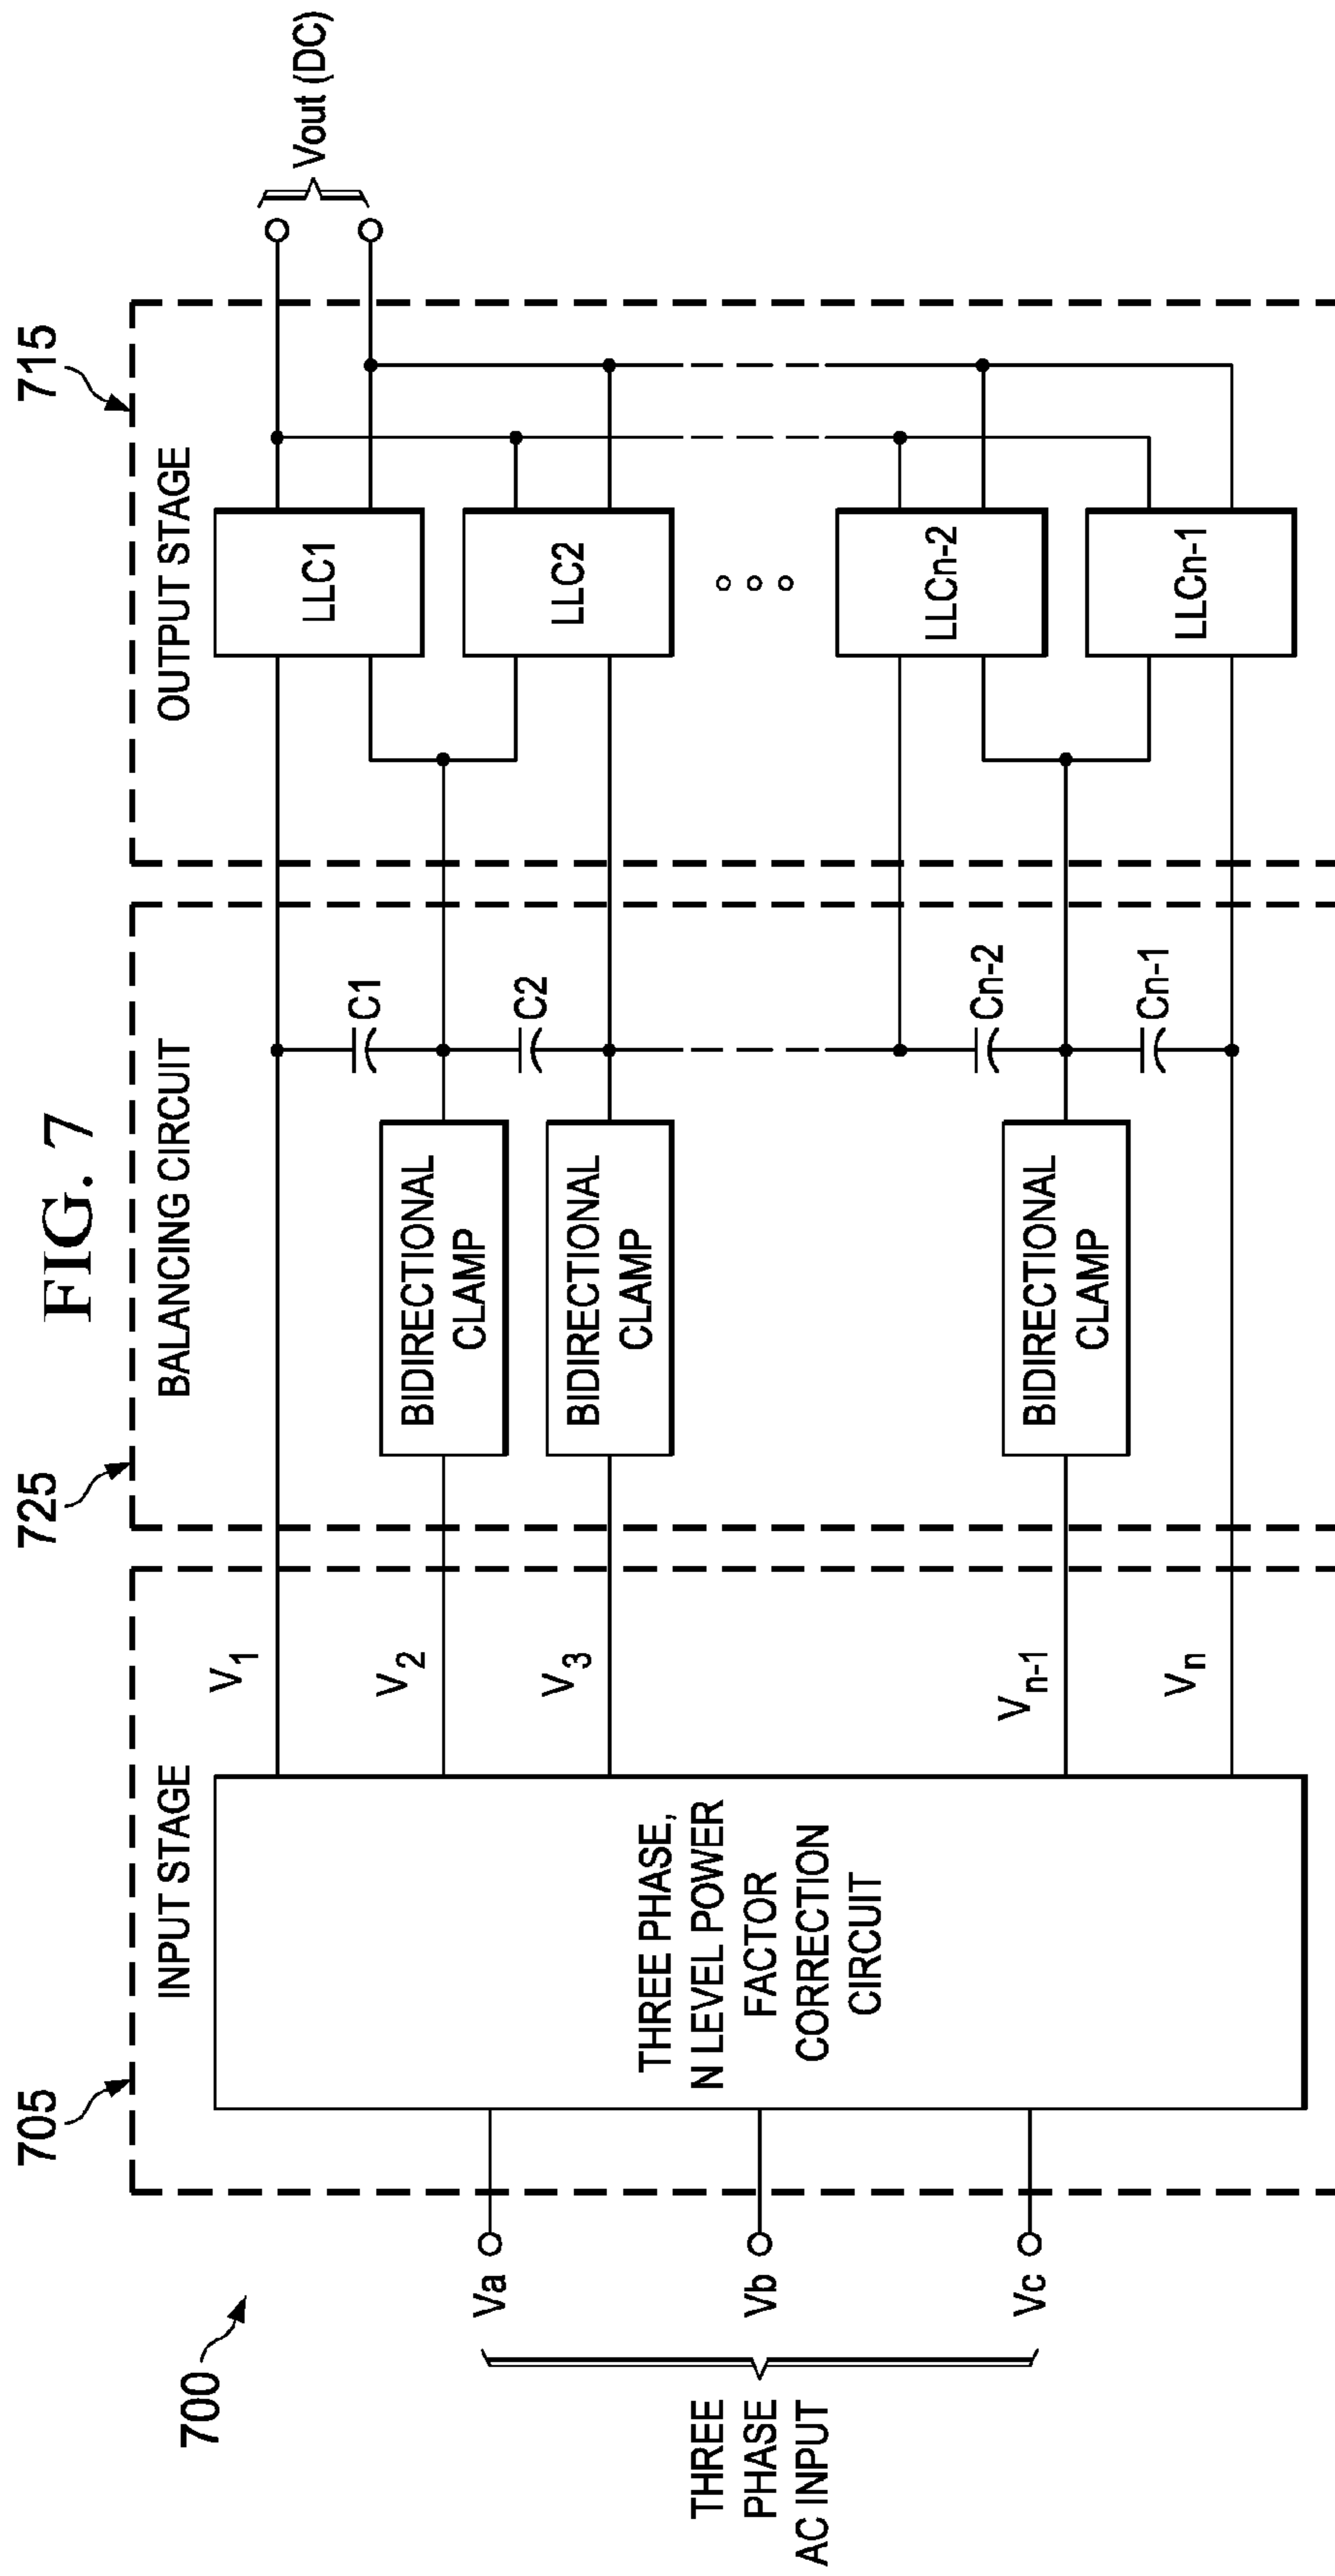 FIG. 7
700
705
725
715
INPUT STAGE
BALANCING CIRCUIT
OUTPUT STAGE
THREE
PHASE
AC INPUT
Va
Vb
Vc
THREE PHASE,
N LEVEL POWER
FACTOR
CORRECTION
CIRCUIT
V1
V2
V3
Vn-1
Vn
BIDIRECTIONAL
CLAMP
BIDIRECTIONAL
CLAMP
BIDIRECTIONAL
CLAMP
C1
C2
Cn-2
Cn-1
LLC1
LLC2
LLCn-2
LLCn-1
Vout (DC)